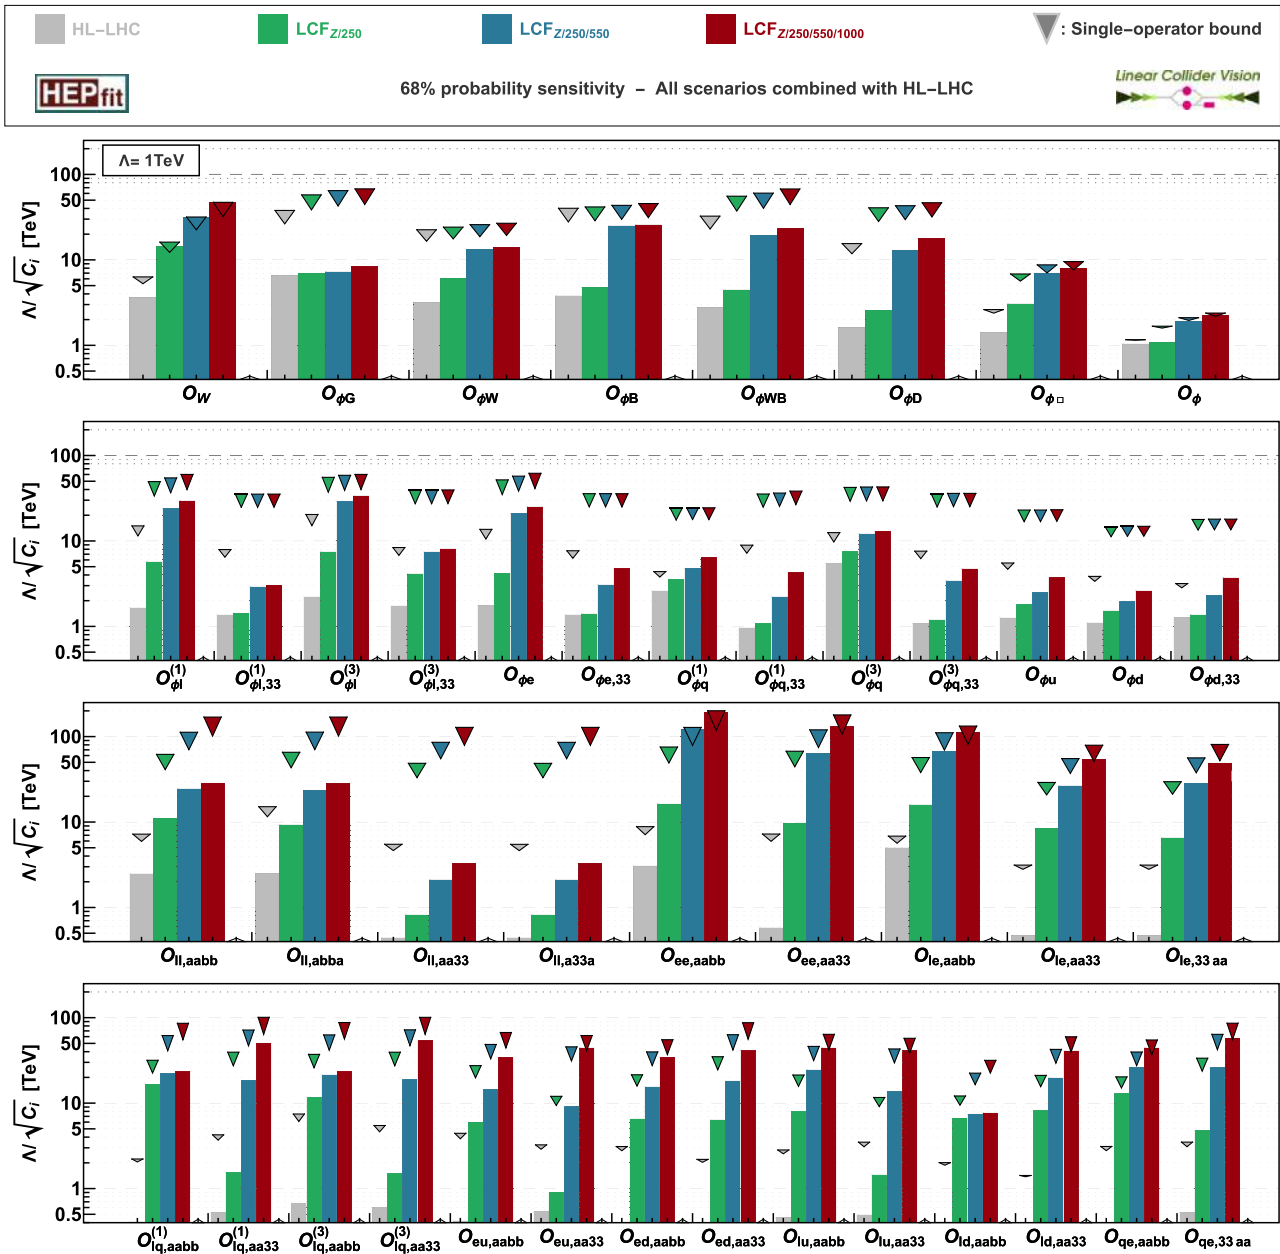 HL−LHC LCF_Z/250 LCF_Z/250/550 LCF_Z/250/550/1000 : Single−operator bound
HEPfit 68% probability sensitivity − All scenarios combined with HL−LHC Linear Collider Vision
Λ= 1TeV
Λ/√C_i [TeV]
100
50
10
5
1
0.5
O_W O_ϕG O_ϕW O_ϕB O_ϕWB O_ϕD O_ϕ□ O_ϕ
Λ/√C_i [TeV]
100
50
10
5
1
0.5
O_ϕl^(1) O_ϕl,33^(1) O_ϕl^(3) O_ϕl,33^(3) O_ϕe O_ϕe,33 O_ϕq^(1) O_ϕq,33^(1) O_ϕq^(3) O_ϕq,33^(3) O_ϕu O_ϕd O_ϕd,33
Λ/√C_i [TeV]
100
50
10
5
1
0.5
O_ll,aabb O_ll,abba O_ll,aa33 O_ll,a33a O_ee,aabb O_ee,aa33 O_le,aabb O_le,aa33 O_le,33 aa
Λ/√C_i [TeV]
100
50
10
5
1
0.5
O_lq,aabb^(1) O_lq,aa33^(1) O_lq,aabb^(3) O_lq,aa33^(3) O_eu,aabb O_eu,aa33 O_ed,aabb O_ed,aa33 O_lu,aabb O_lu,aa33 O_ld,aabb O_ld,aa33 O_qe,aabb O_qe,33 aa